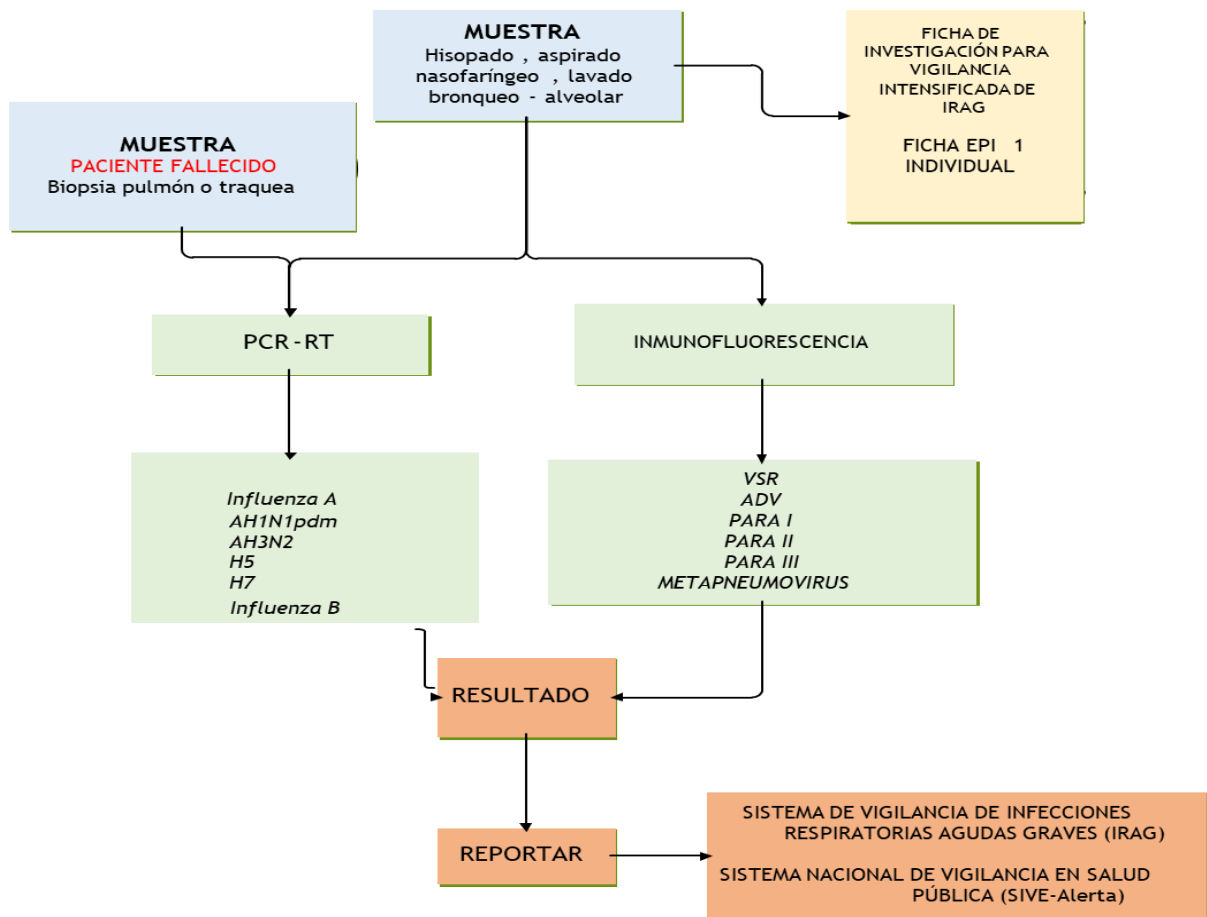 MUESTRA
Hisopado , aspirado
nasofaríngeo , lavado
bronqueo - alveolar
FICHA DE
INVESTIGACIÓN PARA
VIGILANCIA
INTENSIFICADA DE
IRAG
FICHA EPI 1
INDIVIDUAL
MUESTRA
PACIENTE FALLECIDO
Biopsia pulmón o traquea
PCR - RT
INMUNOFLUORESCENCIA
Influenza A
AH1N1pdm
AH3N2
H5
H7
Influenza B
VSR
ADV
PARA I
PARA II
PARA III
METAPNEUMOVIRUS
RESULTADO
REPORTAR
SISTEMA DE VIGILANCIA DE INFECCIONES
RESPIRATORIAS AGUDAS GRAVES (IRAG)
SISTEMA NACIONAL DE VIGILANCIA EN SALUD
PÚBLICA (SIVE-Alerta)